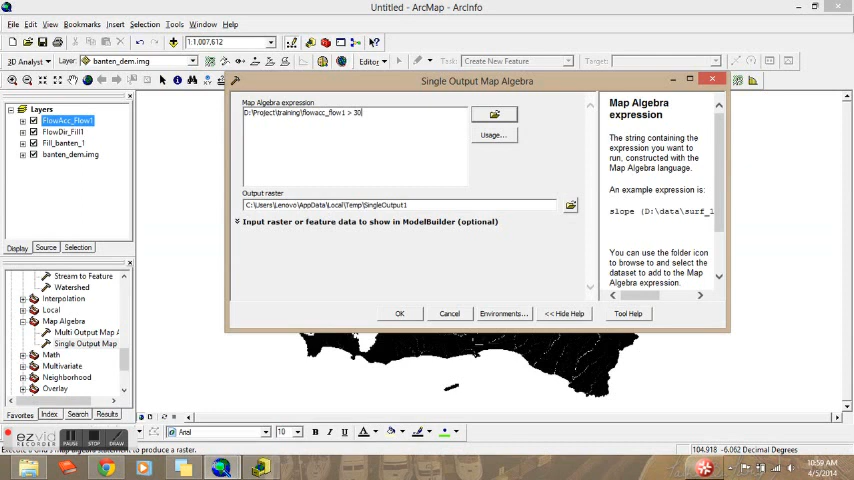 Untitled - ArcMap - ArcInfo
File Edit View Bookmarks Insert Selection Tools Window Help
1:1,007,612
Editor Task: Create New Feature Target:
3D Analyst Layer: banten_dem.img
Layers
FlowAcc_Flow1
FlowDir_Fill1
Fill_banten_1
banten_dem.img
Display Source Selection
Stream to Feature
Watershed
Interpolation
Local
Map Algebra
Multi Output Map A
Single Output Map
Math
Multivariate
Neighborhood
Overlay
Favorites Index Search Results
Single Output Map Algebra
Map Algebra expression
D:\Project\training\flowacc_flow1 > 30
Usage...
Output raster
C:\Users\Lenovo\AppData\Local\Temp\SingleOutput1
Input raster or feature data to show in ModelBuilder (optional)
OK Cancel Environments... << Hide Help Tool Help
Map Algebra
expression
The string containing the
expression you want to
run, constructed with the
Map Algebra language.
An example expression is:
slope (D:\data\surf_1
You can use the folder icon
to browse to and select the
dataset to add to the Map
Algebra expression.
ezvid
RECORDER
PAUSE STOP DRAW
Arial 10 B I U A
104.918 -6.062 Decimal Degrees
10:59 AM
4/5/2014